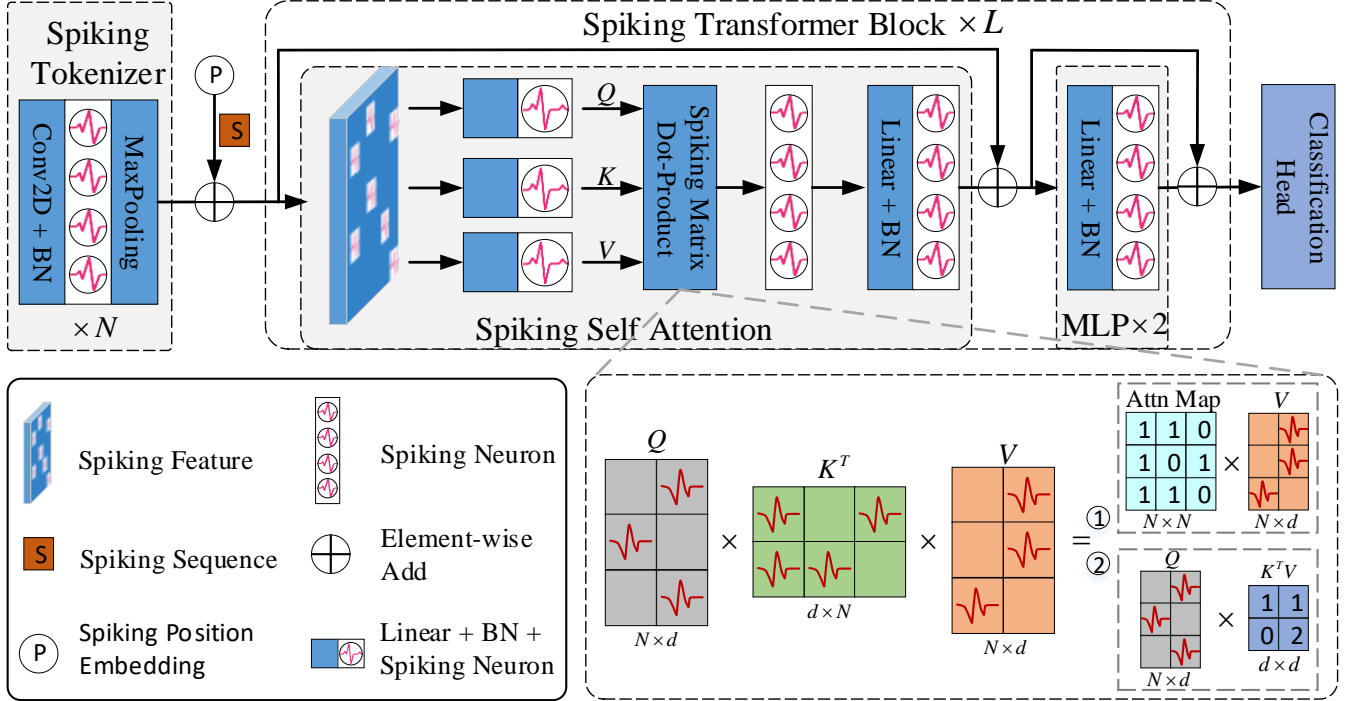 Spiking
Tokenizer
Conv2D + BN
MaxPooling
× N
P
S
Spiking Transformer Block × L
Q
K
V
Spiking Matrix
Dot-Product
Linear + BN
Spiking Self Attention
Linear + BN
MLP×2
Classification
Head
Spiking Feature
Spiking Neuron
S
Spiking Sequence
Element-wise
Add
P
Spiking Position
Embedding
Linear + BN +
Spiking Neuron
Q
N × d
×
K^T
d × N
×
V
N × d
=
①
Attn Map
1 1 0
1 0 1
1 1 0
N × N
×
V
N × d
②
Q
N × d
×
K^T V
1 1
0 2
d × d